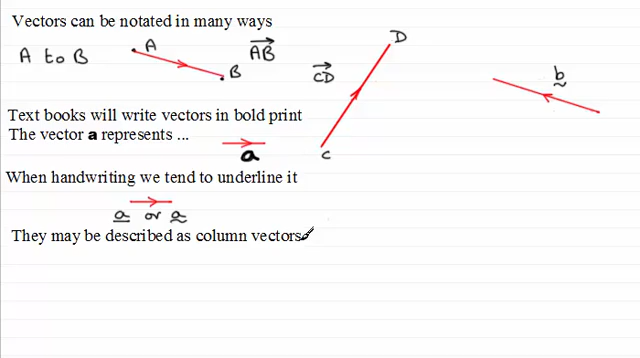 Vectors can be notated in many ways
A to B
A
B
AB
CD
D
C
b
Text books will write vectors in bold print
The vector a represents ...
a
When handwriting we tend to underline it
a or a
They may be described as column vectors